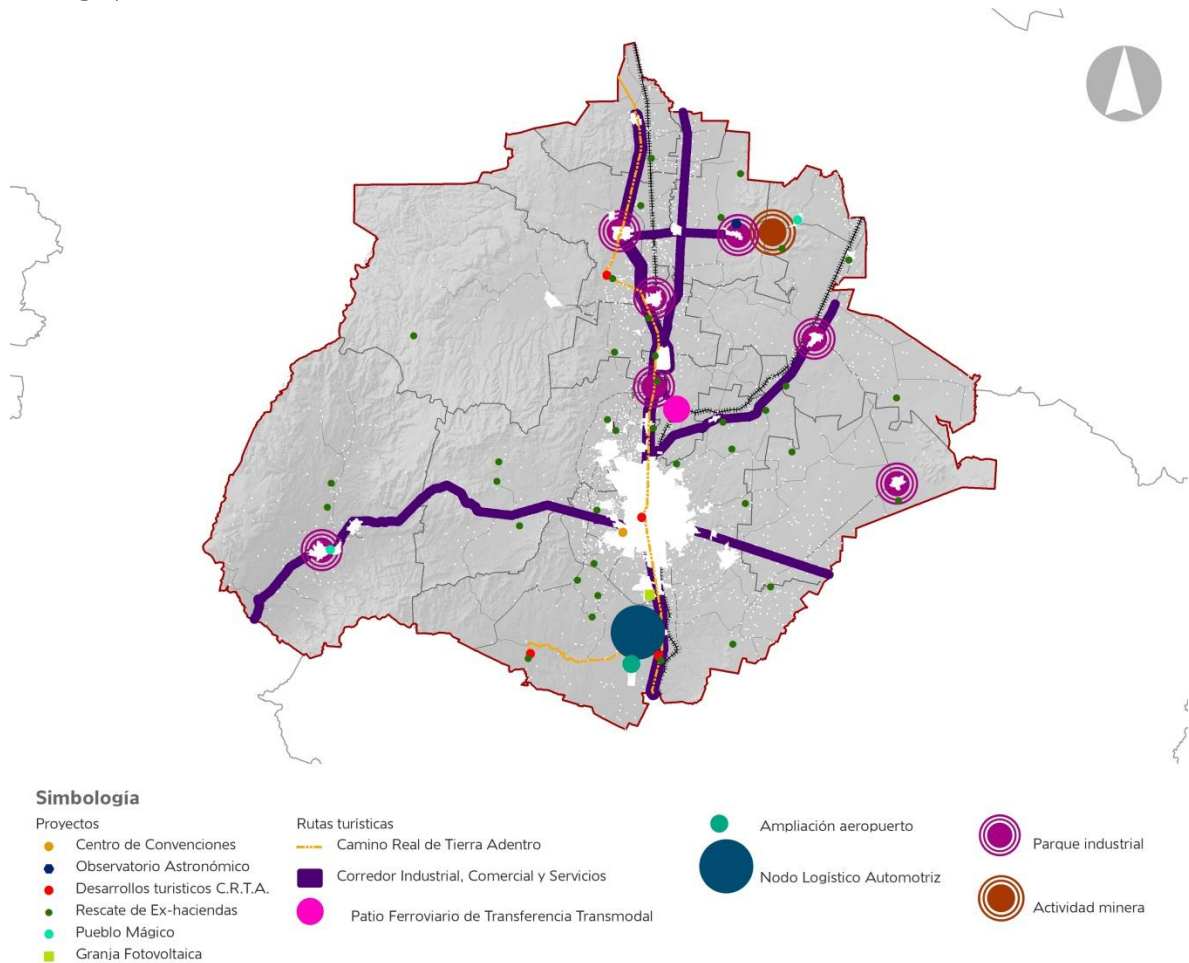 Simbología
Proyectos
Centro de Convenciones
Observatorio Astronómico
Desarrollos turisticos C.R.T.A.
Rescate de Ex-haciendas
Pueblo Mágico
Granja Fotovoltaica
Rutas turísticas
Camino Real de Tierra Adentro
Corredor Industrial, Comercial y Servicios
Patio Ferroviario de Transferencia Transmodal
Ampliación aeropuerto
Nodo Logístico Automotriz
Parque industrial
Actividad minera